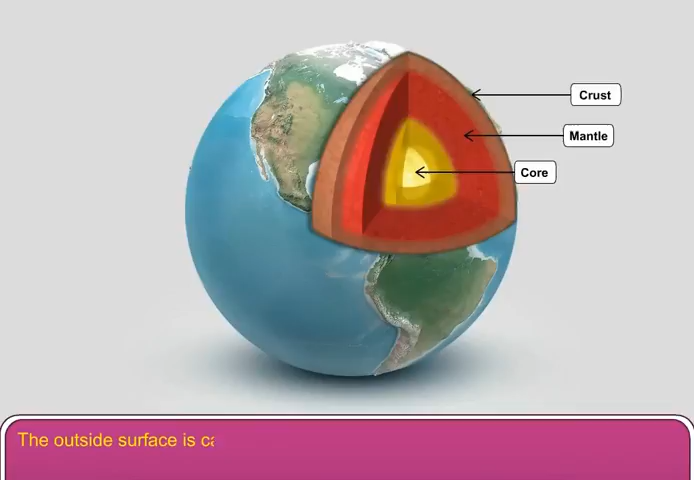 Crust
Mantle
Core
The outside surface is